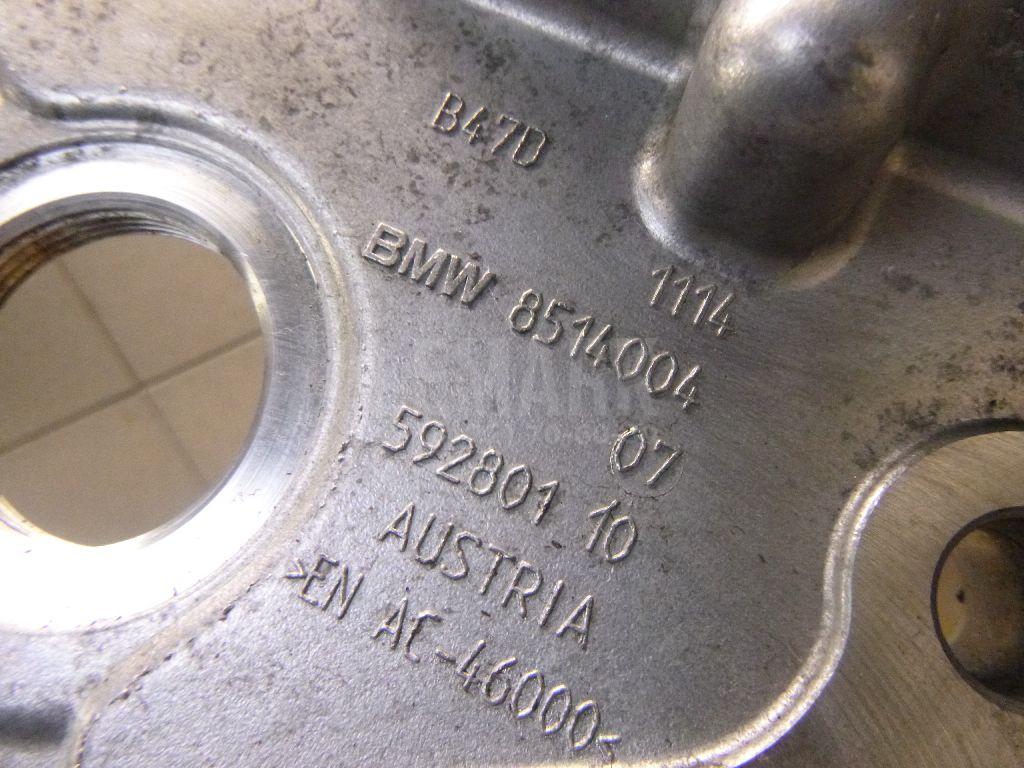 B47D
1114
BMW 8514004
07
592801 10
AUSTRIA
>EN AC-46000<